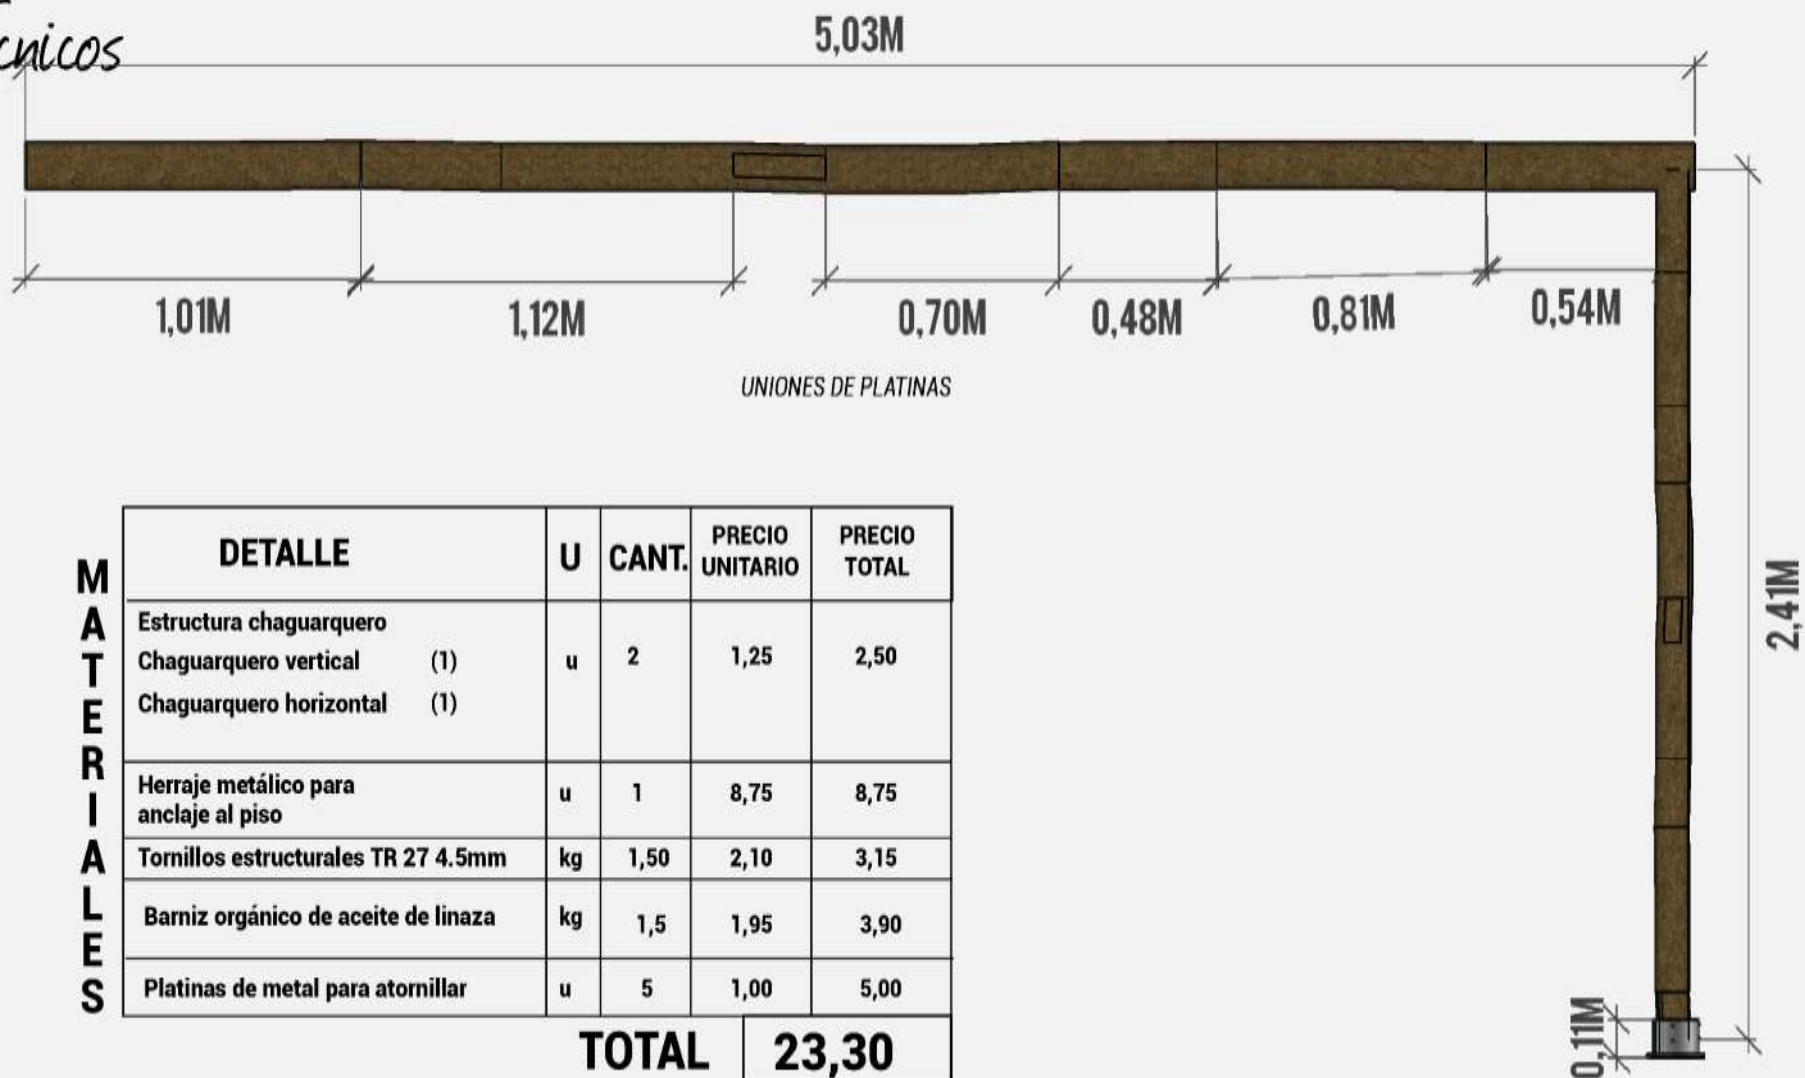 5,03M
1,01M
1,12M
0,70M
0,48M
0,81M
0,54M
UNIONES DE PLATINAS
2,41M
0,11M
MATERIALES
DETALLE U CANT. PRECIO UNITARIO PRECIO TOTAL
Estructura chaguarquero
Chaguarquero vertical (1) u 2 1,25 2,50
Chaguarquero horizontal (1)
Herraje metálico para
anclaje al piso u 1 8,75 8,75
Tornillos estructurales TR 27 4.5mm kg 1,50 2,10 3,15
Barniz orgánico de aceite de linaza kg 1,5 1,95 3,90
Platinas de metal para atornillar u 5 1,00 5,00
TOTAL 23,30